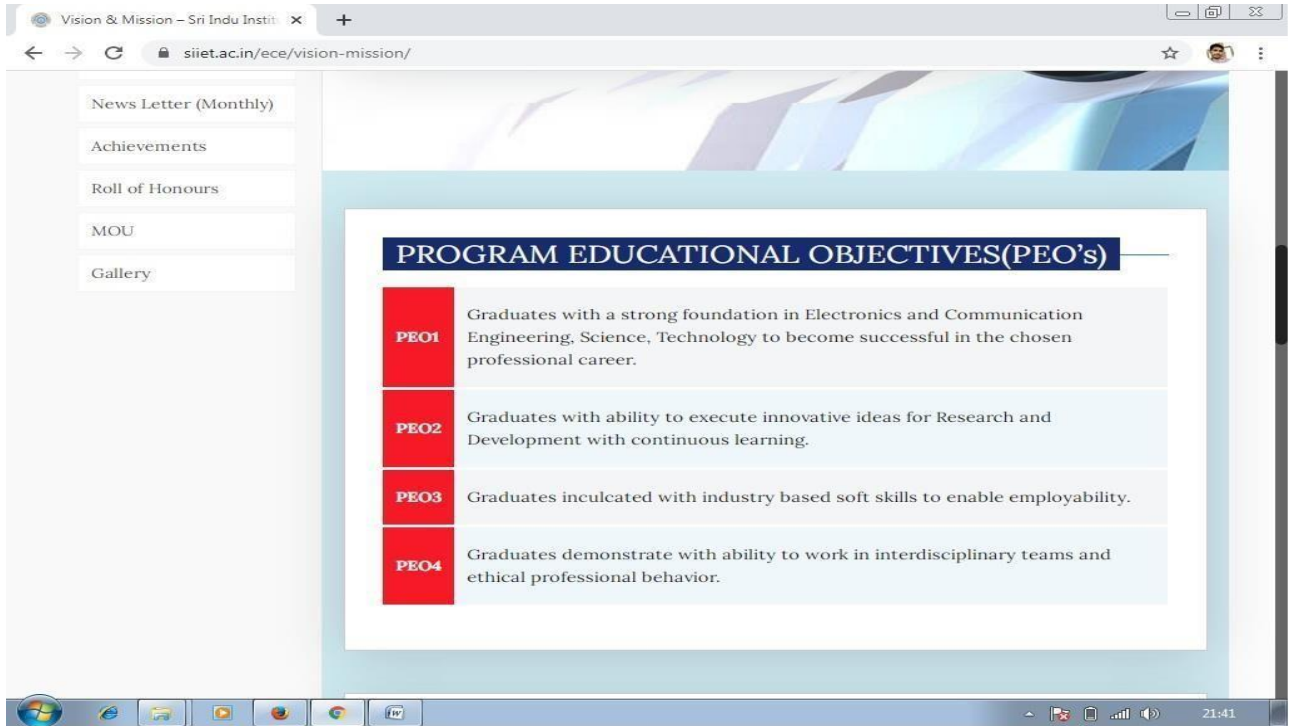 Vision & Mission – Sri Indu Instit
siiet.ac.in/ece/vision-mission/
News Letter (Monthly)
Achievements
Roll of Honours
MOU
Gallery
PROGRAM EDUCATIONAL OBJECTIVES(PEO's)
PEO1
Graduates with a strong foundation in Electronics and Communication
Engineering, Science, Technology to become successful in the chosen
professional career.
PEO2
Graduates with ability to execute innovative ideas for Research and
Development with continuous learning.
PEO3
Graduates inculcated with industry based soft skills to enable employability.
PEO4
Graduates demonstrate with ability to work in interdisciplinary teams and
ethical professional behavior.
21:41